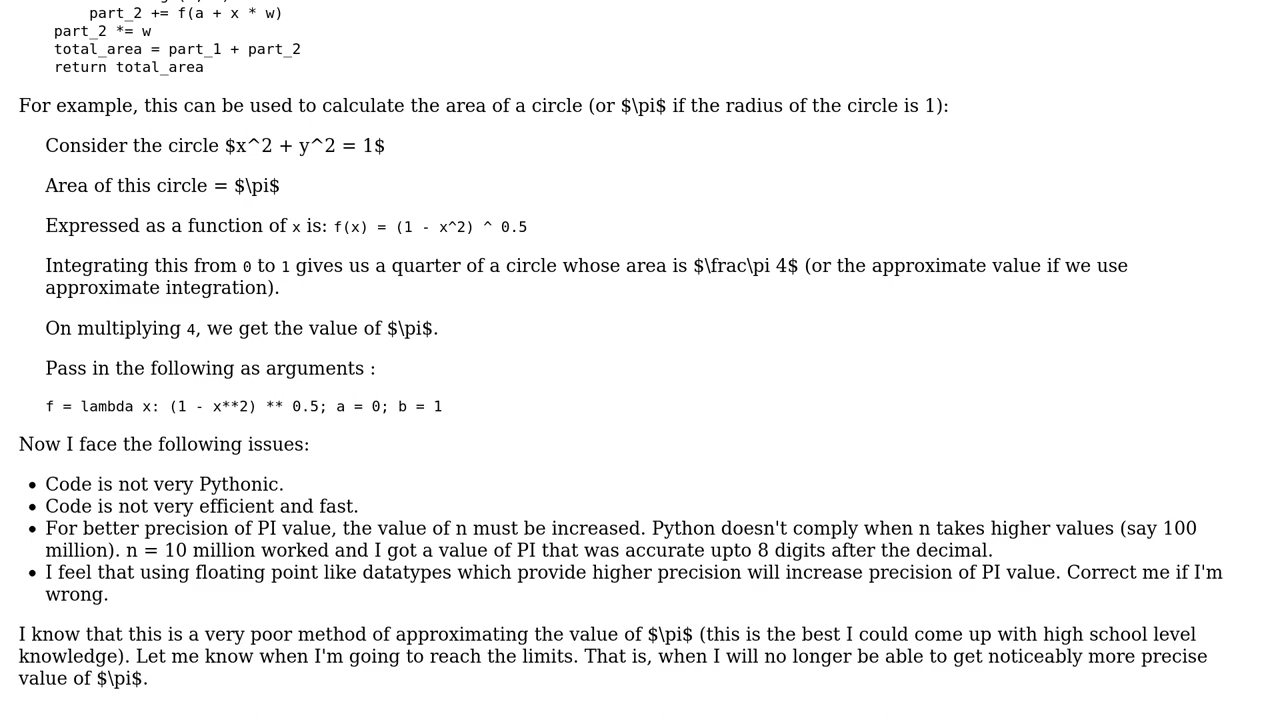 part_2 += f(a + x * w)
part_2 *= w
total_area = part_1 + part_2
return total_area
For example, this can be used to calculate the area of a circle (or $\pi$ if the radius of the circle is 1):
Consider the circle $x^2 + y^2 = 1$
Area of this circle = $\pi$
Expressed as a function of x is: f(x) = (1 - x^2) ^ 0.5
Integrating this from 0 to 1 gives us a quarter of a circle whose area is $\frac\pi 4$ (or the approximate value if we use
approximate integration).
On multiplying 4, we get the value of $\pi$.
Pass in the following as arguments :
f = lambda x: (1 - x**2) ** 0.5; a = 0; b = 1
Now I face the following issues:
• Code is not very Pythonic.
• Code is not very efficient and fast.
• For better precision of PI value, the value of n must be increased. Python doesn't comply when n takes higher values (say 100
million). n = 10 million worked and I got a value of PI that was accurate upto 8 digits after the decimal.
• I feel that using floating point like datatypes which provide higher precision will increase precision of PI value. Correct me if I'm
wrong.
I know that this is a very poor method of approximating the value of $\pi$ (this is the best I could come up with high school level
knowledge). Let me know when I'm going to reach the limits. That is, when I will no longer be able to get noticeably more precise
value of $\pi$.